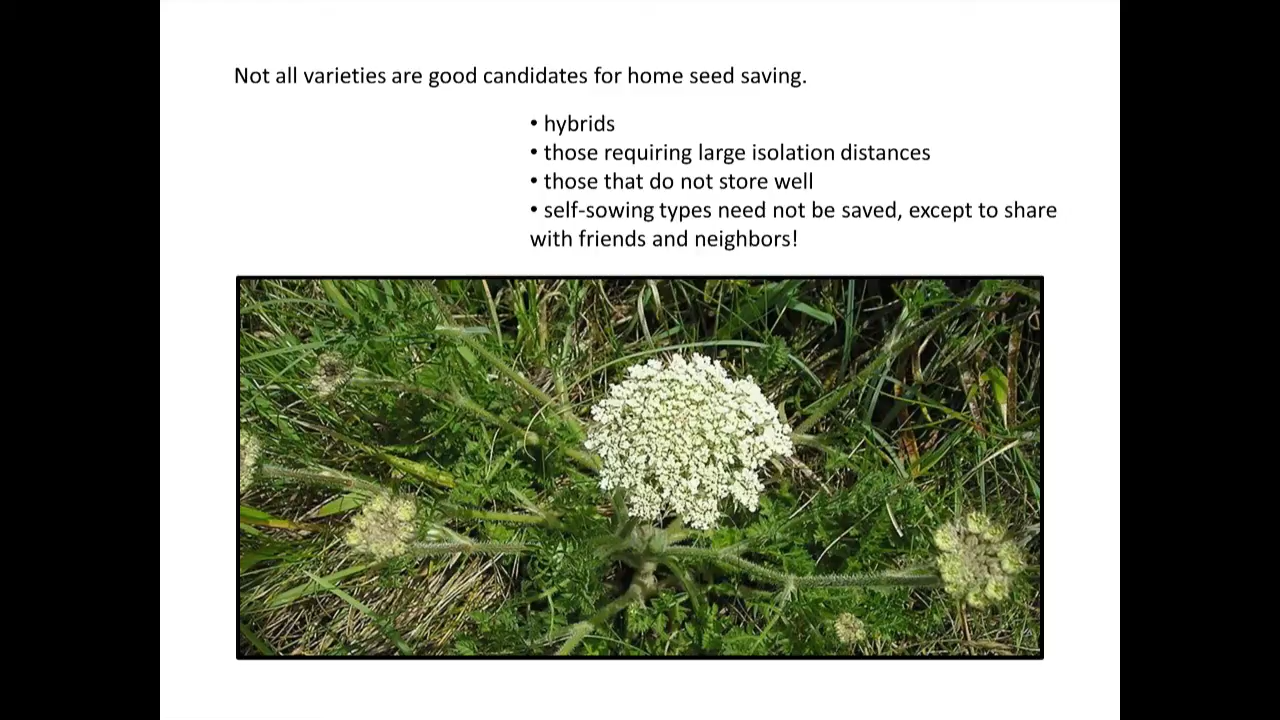 Not all varieties are good candidates for home seed saving.
• hybrids
• those requiring large isolation distances
• those that do not store well
• self-sowing types need not be saved, except to share
with friends and neighbors!